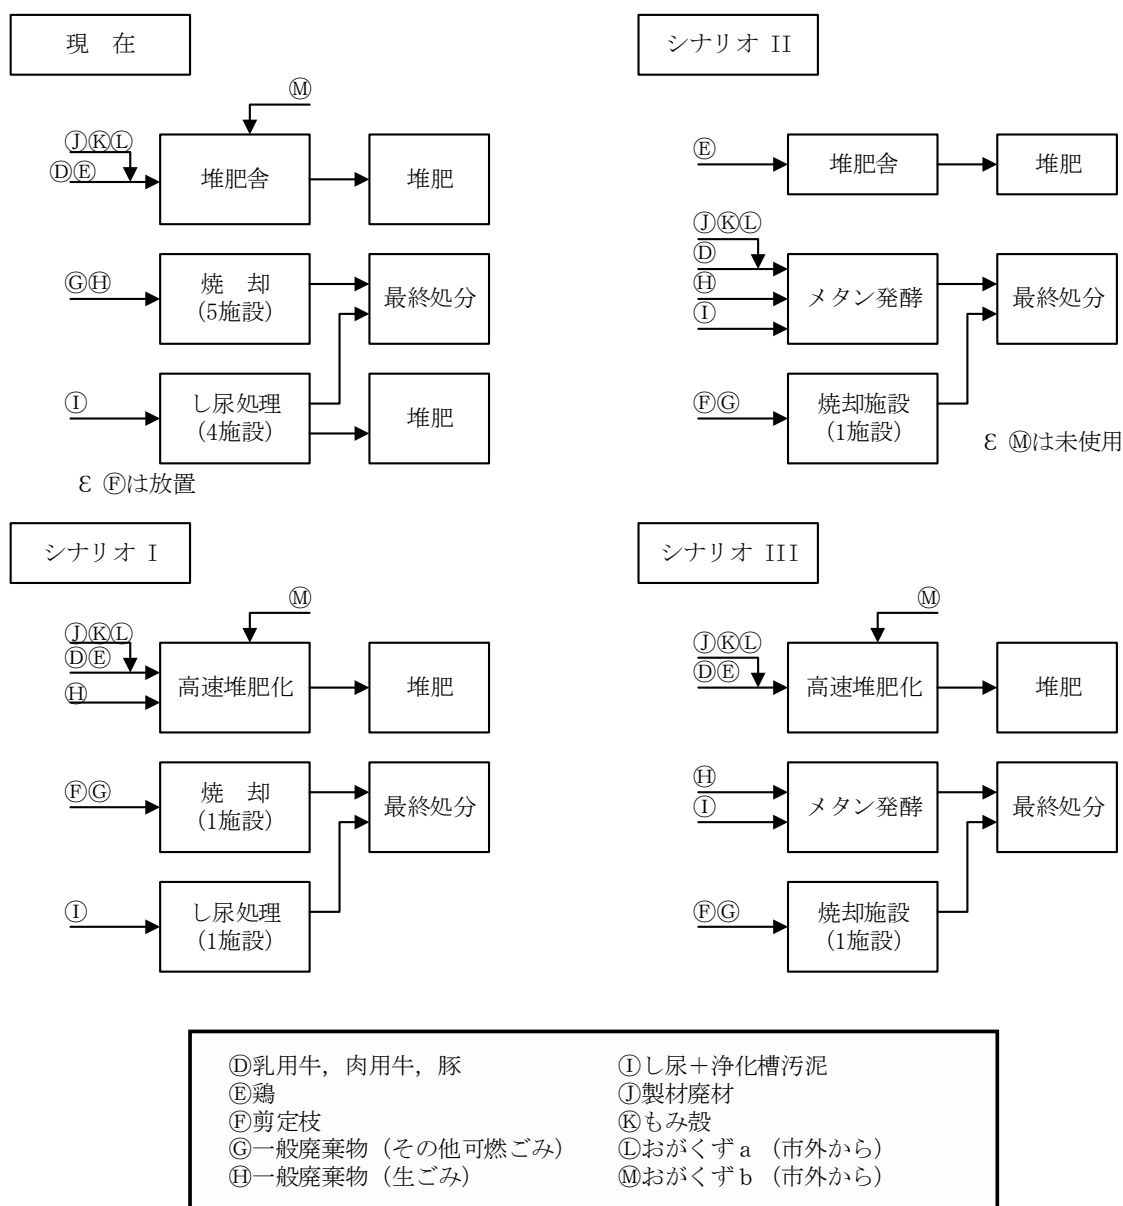 現　在
Ⓜ
ⒿⓀⓁ
ⒹⒺ
堆肥舎
堆肥
ⒼⒽ
焼　却
(5施設)
最終処分
Ⓘ
し尿処理
(4施設)
堆肥
ε Ⓕは放置
シナリオ II
Ⓔ
堆肥舎
堆肥
ⒿⓀⓁ
Ⓓ
Ⓗ
Ⓘ
メタン発酵
最終処分
ⒻⒼ
焼却施設
(1施設)
ε Ⓜは未使用
シナリオ I
Ⓜ
ⒿⓀⓁ
ⒹⒺ
Ⓗ
高速堆肥化
堆肥
ⒻⒼ
焼　却
(1施設)
最終処分
Ⓘ
し尿処理
(1施設)
シナリオ III
Ⓜ
ⒿⓀⓁ
ⒹⒺ
高速堆肥化
堆肥
Ⓗ
Ⓘ
メタン発酵
最終処分
ⒻⒼ
焼却施設
(1施設)
Ⓓ乳用牛，肉用牛，豚
Ⓔ鶏
Ⓕ剪定枝
Ⓖ一般廃棄物（その他可燃ごみ）
Ⓗ一般廃棄物（生ごみ）
Ⓘし尿＋浄化槽汚泥
Ⓙ製材廃材
Ⓚもみ殻
Ⓛおがくずａ（市外から）
Ⓜおがくずｂ（市外から）